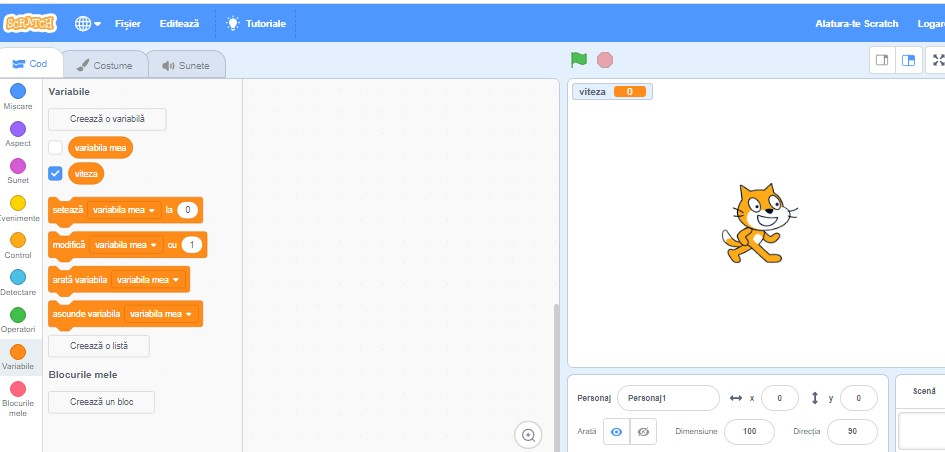 SCRATCH
Fișier
Editează
Tutoriale
Alatura-te Scratch
Cod
Costume
Sunete
Mișcare
Aspect
Sunet
Evenimente
Control
Detectare
Operatori
Variabile
Blocurile
mele
Variabile
Creează o variabilă
variabila mea
viteza
setează variabila mea la 0
modifică variabila mea cu 1
arată variabila variabila mea
ascunde variabila variabila mea
Creează o listă
Blocurile mele
Creează un bloc
viteza 0
Personaj Personaj1 x 0 y 0
Arată Dimensiune 100 Direcția 90
Scenă